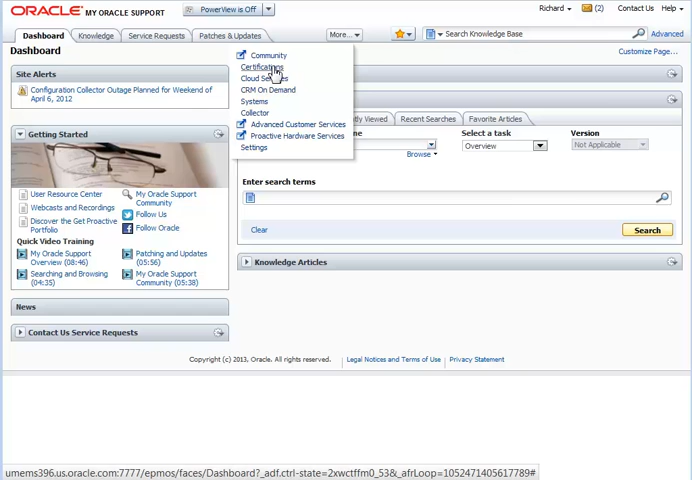 ORACLE MY ORACLE SUPPORT
PowerView is Off
Richard
(2)
Contact Us
Help
Dashboard
Knowledge
Service Requests
Patches & Updates
More...
Search Knowledge Base
Advanced
Dashboard
Customize Page...
Community
Certifications
CRM On Demand
Systems
Collector
Advanced Customer Services
Proactive Hardware Services
Settings
Site Alerts
Configuration Collector Outage Planned for Weekend of
April 6, 2012
Getting Started
User Resource Center
Webcasts and Recordings
Discover the Get Proactive
Portfolio
My Oracle Support
Community
Follow Us
Follow Oracle
Quick Video Training
My Oracle Support
Overview (08:46)
Searching and Browsing
(04:35)
Patching and Updates
(05:56)
My Oracle Support
Community (05:38)
News
Contact Us Service Requests
Viewed
Recent Searches
Favorite Articles
Select a task
Overview
Version
Not Applicable
Browse
Enter search terms
Clear
Search
Knowledge Articles
Copyright (c) 2013, Oracle. All rights reserved.
Legal Notices and Terms of Use
Privacy Statement
umems396.us.oracle.com:7777/epmos/faces/Dashboard?_adf.ctrl-state=2xwctffm0_53&_afrLoop=1052471405617789#